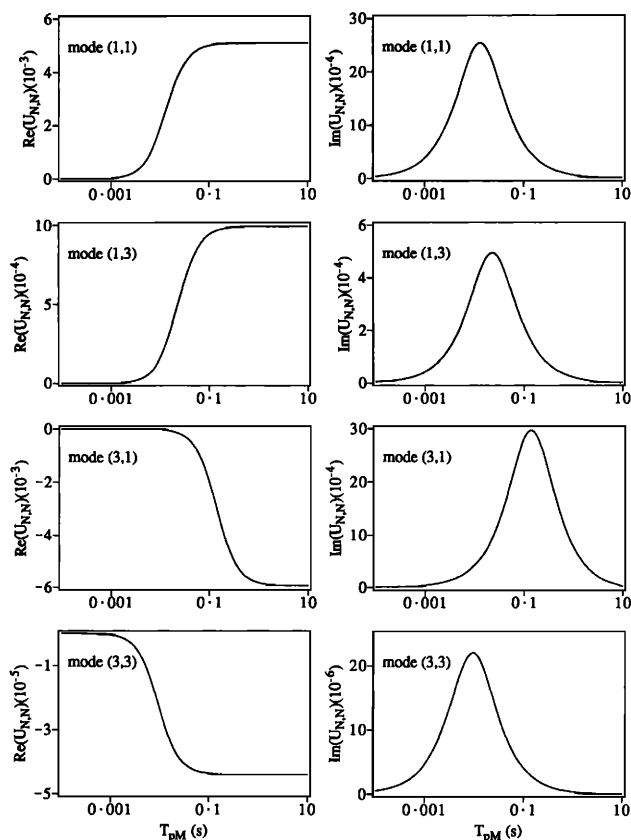 Re(U_N,N)(10^-3)
6
4
2
0
mode (1,1)
0·001
0·1
10
Im(U_N,N)(10^-4)
30
20
10
0
mode (1,1)
0·001
0·1
10
Re(U_N,N)(10^-4)
10
5
0
mode (1,3)
0·001
0·1
10
Im(U_N,N)(10^-4)
6
4
2
0
mode (1,3)
0·001
0·1
10
Re(U_N,N)(10^-3)
0
−2
−4
−6
mode (3,1)
0·001
0·1
10
Im(U_N,N)(10^-4)
30
20
10
0
mode (3,1)
0·001
0·1
10
Re(U_N,N)(10^-5)
−1
−3
−5
mode (3,3)
0·001
0·1
10
T_pM (s)
Im(U_N,N)(10^-6)
20
10
0
mode (3,3)
0·001
0·1
10
T_pM (s)